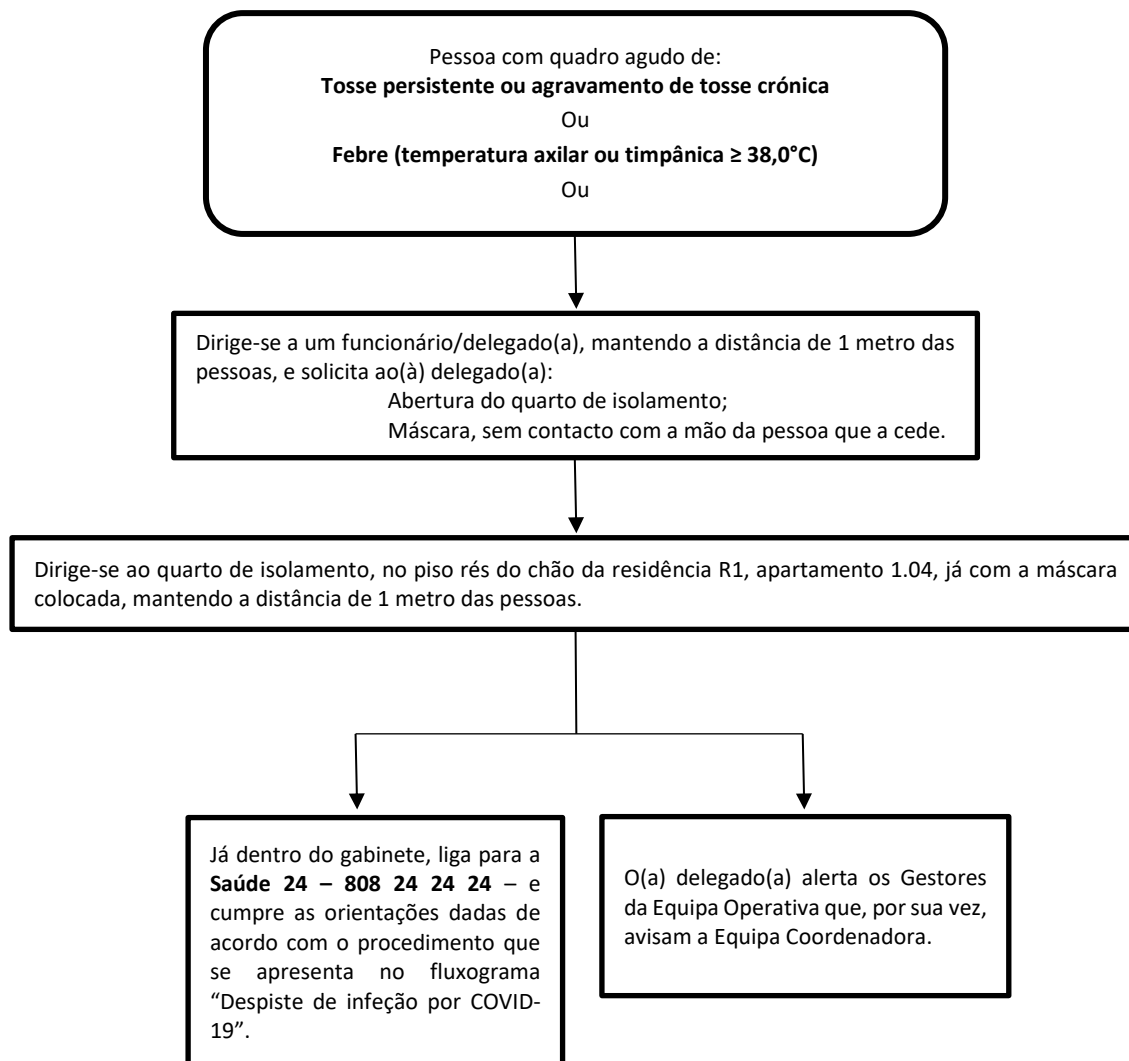 Pessoa com quadro agudo de:
Tosse persistente ou agravamento de tosse crónica
Ou
Febre (temperatura axilar ou timpânica ≥ 38,0°C)
Ou
Dirige-se a um funcionário/delegado(a), mantendo a distância de 1 metro das
pessoas, e solicita ao(à) delegado(a):
Abertura do quarto de isolamento;
Máscara, sem contacto com a mão da pessoa que a cede.
Dirige-se ao quarto de isolamento, no piso rés do chão da residência R1, apartamento 1.04, já com a máscara
colocada, mantendo a distância de 1 metro das pessoas.
Já dentro do gabinete, liga para a
Saúde 24 – 808 24 24 24 – e
cumpre as orientações dadas de
acordo com o procedimento que
se apresenta no fluxograma
“Despiste de infeção por COVID-
19”.
O(a) delegado(a) alerta os Gestores
da Equipa Operativa que, por sua vez,
avisam a Equipa Coordenadora.